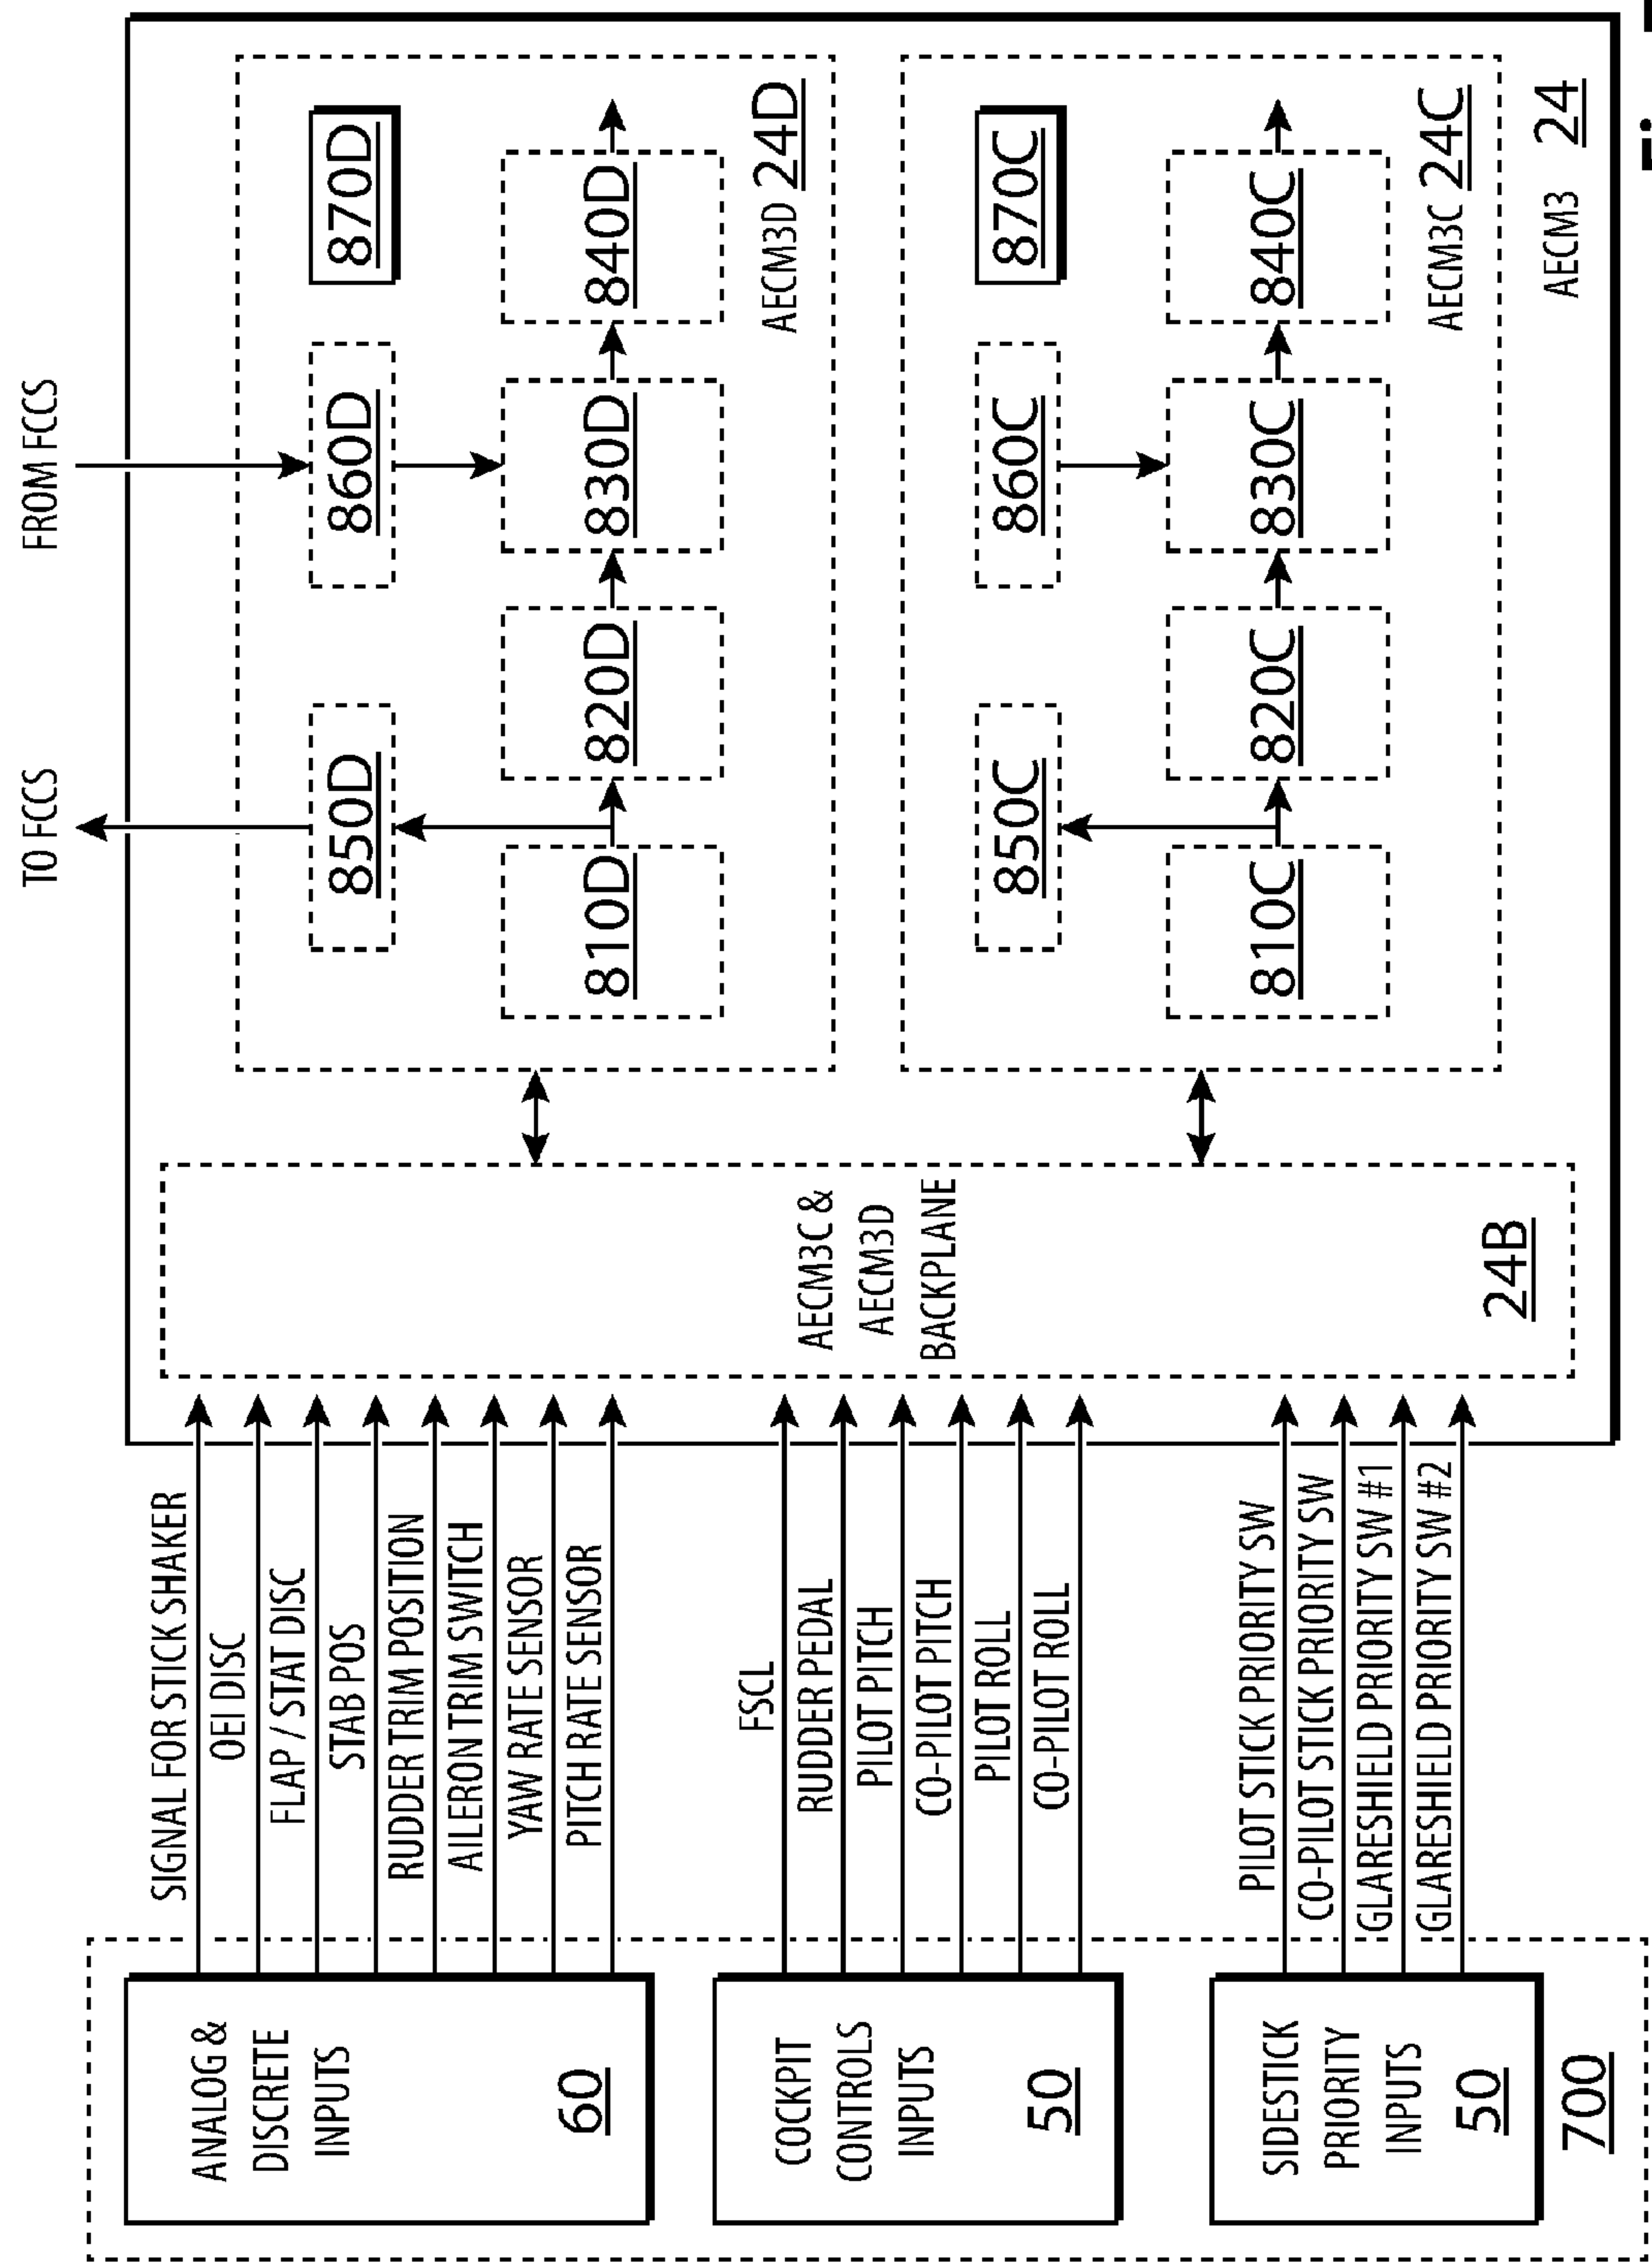 ANALOG &
DISCRETE
INPUTS
60
COCKPIT
CONTROLS
INPUTS
50
SIDESTICK
PRIORITY
INPUTS
50
700
SIGNAL FOR STICK SHAKER
OEI DISC
FLAP / STAT DISC
STAB POS
RUDDER TRIM POSITION
AILERON TRIM SWITCH
YAW RATE SENSOR
PITCH RATE SENSOR
FSCL
RUDDER PEDAL
PILOT PITCH
CO-PILOT PITCH
PILOT ROLL
CO-PILOT ROLL
PILOT STICK PRIORITY SW
CO-PILOT STICK PRIORITY SW
GLARESHIELD PRIORITY SW #1
GLARESHIELD PRIORITY SW #2
AECM3C &
AECM3D
BACKPLANE
24B
TO FCCS
FROM FCCS
850D
860D
870D
810D
820D
830D
840D
AECM3D 24D
850C
860C
870C
810C
820C
830C
840C
AECM3C 24C
AECM3 24